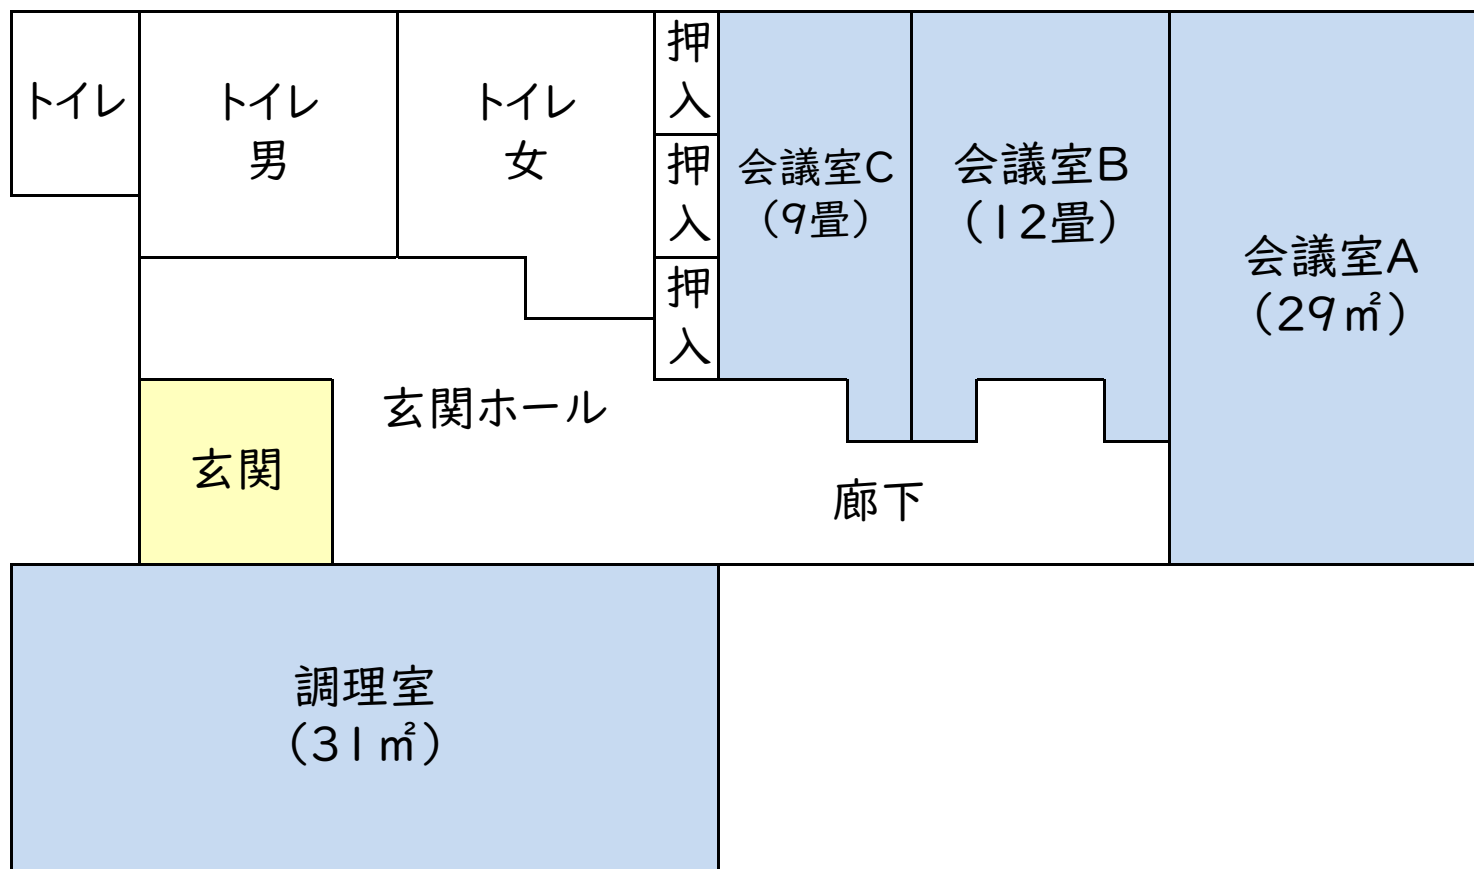 トイレ
トイレ
男
トイレ
女
押
入
押
入
押
入
会議室C
（9畳）
会議室B
（12畳）
会議室A
（29㎡）
玄関ホール
玄関
廊下
調理室
（31㎡）